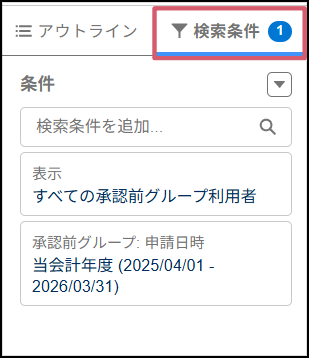 アウトライン
検索条件 1
条件
検索条件を追加...
表示
すべての承認前グループ利用者
承認前グループ: 申請日時
当会計年度 (2025/04/01 -
2026/03/31)